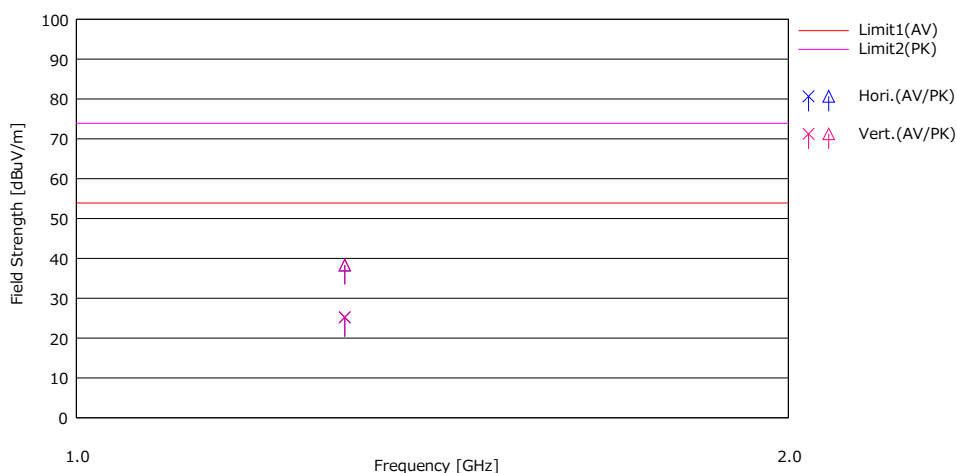 Field Strength [dBuV/m]
100
90
80
70
60
50
40
30
20
10
0
1.0
2.0
Frequency [GHz]
Limit1(AV)
Limit2(PK)
Hori.(AV/PK)
Vert.(AV/PK)